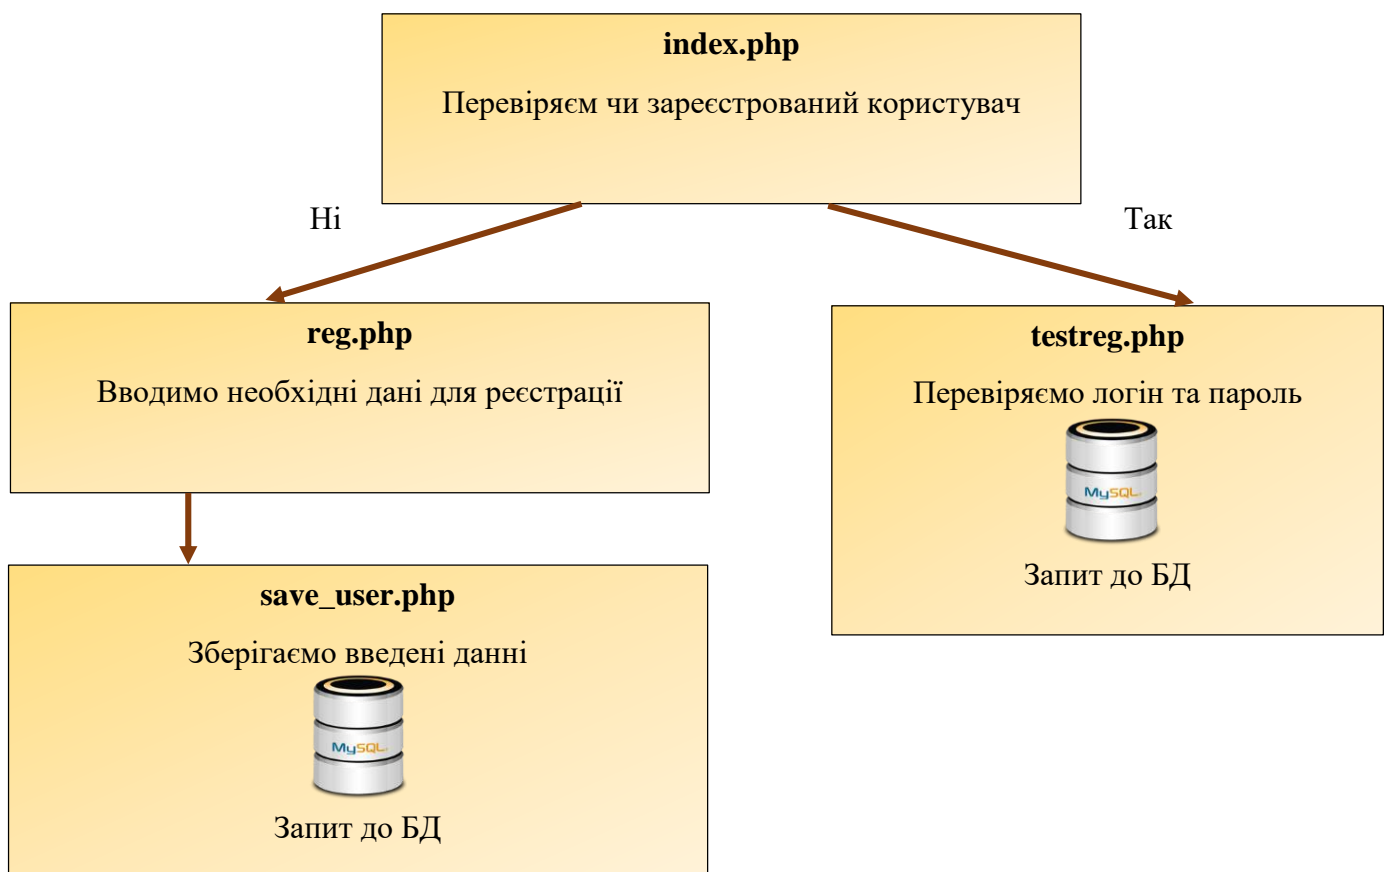 index.php
Перевіряєм чи зареєстрований користувач
Ні
Так
reg.php
Вводимо необхідні дані для реєстрації
testreg.php
Перевіряємо логін та пароль
MySQL
Запит до БД
save_user.php
Зберігаємо введені данні
MySQL
Запит до БД